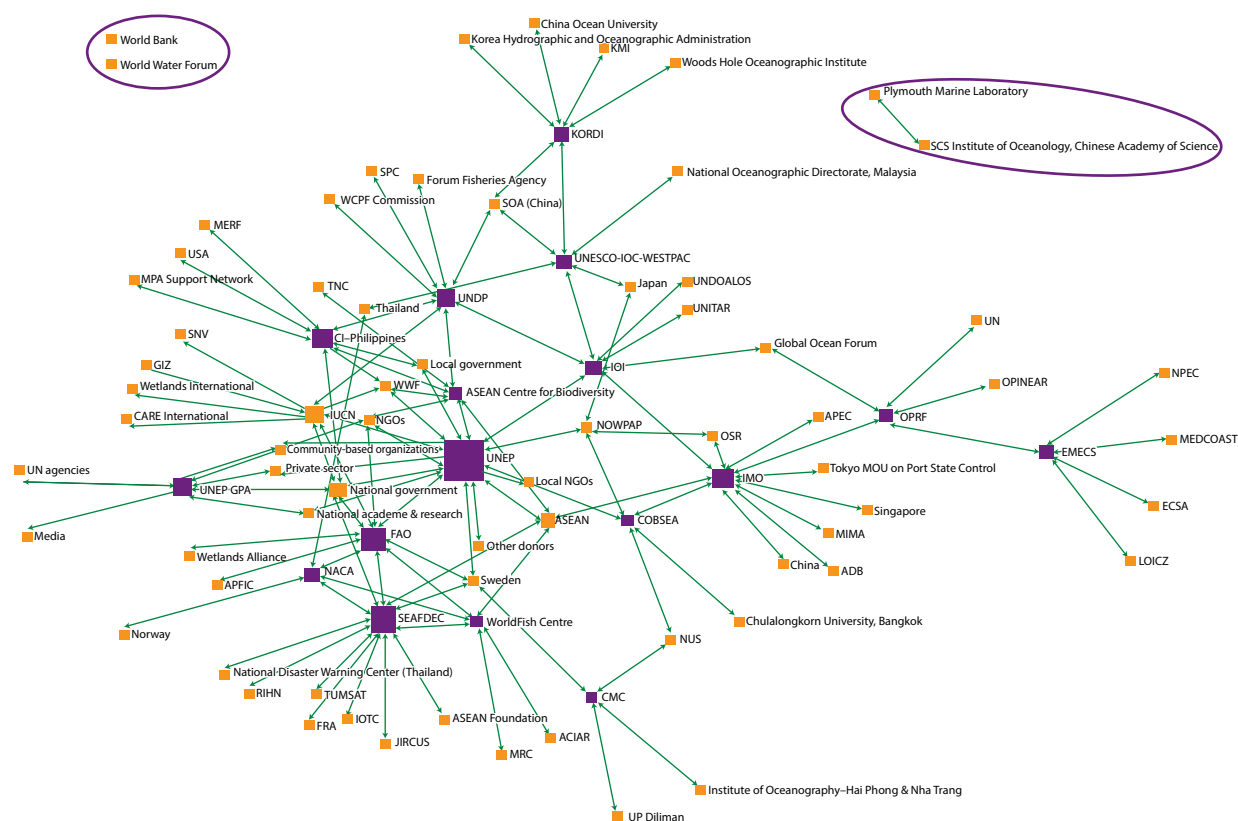 China Ocean University
World Bank
Korea Hydrographic and Oceanographic Administration
KMI
World Water Forum
Woods Hole Oceanographic Institute
Plymouth Marine Laboratory
KORDI
SCS Institute of Oceanology, Chinese Academy of Science
SPC
National Oceanographic Directorate, Malaysia
Forum Fisheries Agency
WCPF Commission
SOA (China)
MERF
USA
UNESCO-IOC-WESTPAC
MPA Support Network
TNC
Japan
UNDOALOS
UNDP
Thailand
UNITAR
UN
SNV
CI–Philippines
Global Ocean Forum
GIZ
Local government
IOI
NPEC
Wetlands International
WWF
ASEAN Centre for Biodiversity
OPINEAR
CARE International
IUCN
NGOs
APEC
OPRF
NOWPAP
OSR
MEDCOAST
Community-based organizations
EMECS
UNEP
UN agencies
Private sector
Tokyo MOU on Port State Control
IMO
Local NGOs
UNEP GPA
National government
ECSA
National academe & research
Singapore
ASEAN
COBSEA
Media
FAO
MIMA
Other donors
Wetlands Alliance
LOICZ
China
ADB
NACA
Sweden
APFIC
SEAFDEC
WorldFish Centre
Chulalongkorn University, Bangkok
Norway
NUS
National Disaster Warning Center (Thailand)
RIHN
TUMSAT
CMC
IOTC
ASEAN Foundation
FRA
ACIAR
JIRCUS
MRC
Institute of Oceanography–Hai Phong & Nha Trang
UP Diliman